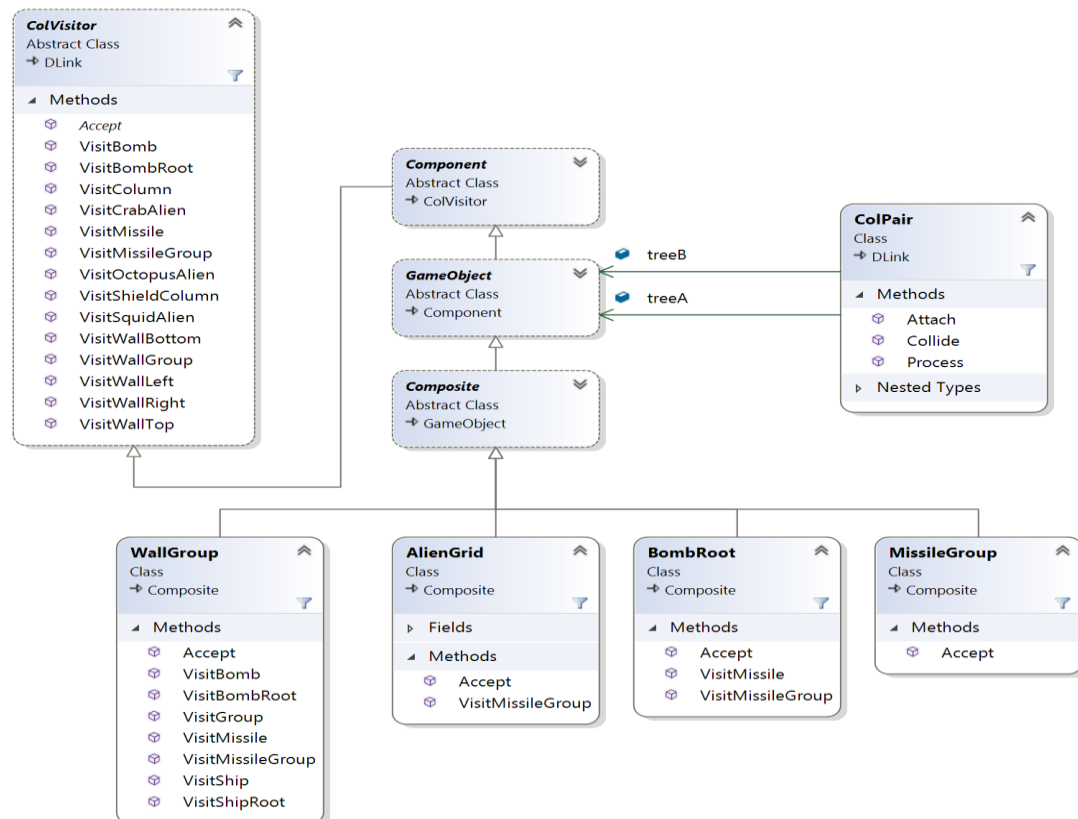 ColVisitor
Abstract Class
DLink
Methods
Accept
VisitBomb
VisitBombRoot
VisitColumn
VisitCrabAlien
VisitMissile
VisitMissileGroup
VisitOctopusAlien
VisitShieldColumn
VisitSquidAlien
VisitWallBottom
VisitWallGroup
VisitWallLeft
VisitWallRight
VisitWallTop
Component
Abstract Class
ColVisitor
GameObject
Abstract Class
Component
Composite
Abstract Class
GameObject
treeB
treeA
ColPair
Class
DLink
Methods
Attach
Collide
Process
Nested Types
WallGroup
Class
Composite
Methods
Accept
VisitBomb
VisitBombRoot
VisitGroup
VisitMissile
VisitMissileGroup
VisitShip
VisitShipRoot
AlienGrid
Class
Composite
Fields
Methods
Accept
VisitMissileGroup
BombRoot
Class
Composite
Methods
Accept
VisitMissile
VisitMissileGroup
MissileGroup
Class
Composite
Methods
Accept